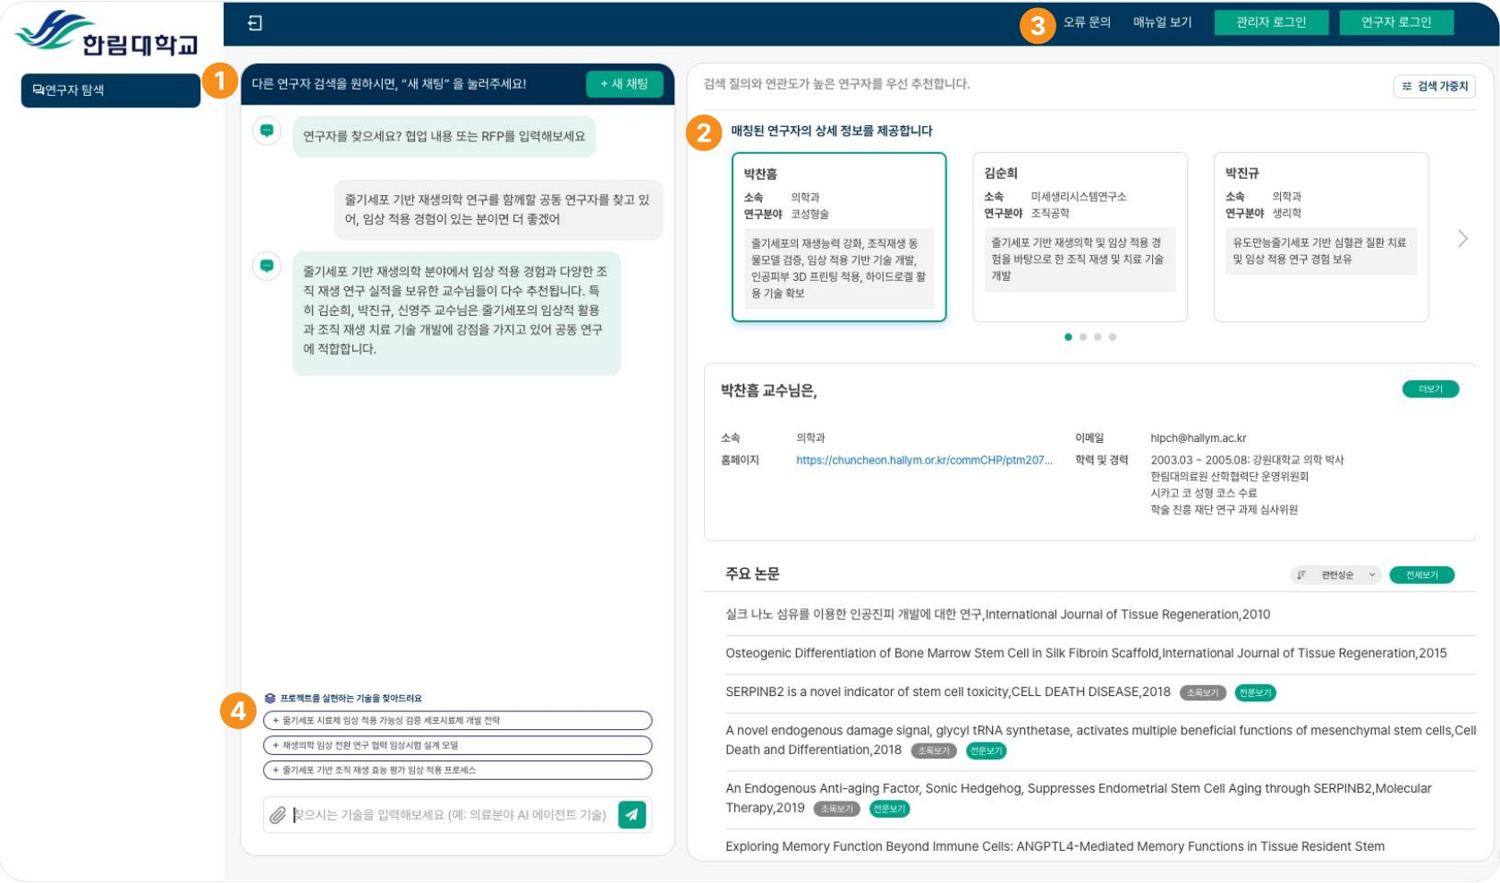 한림대학교
연구자 탐색
1
다른 연구자 검색을 원하시면, “새 채팅” 을 눌러주세요!
+ 새 채팅
3
오류 문의
매뉴얼 보기
관리자 로그인
연구자 로그인
연구자를 찾으세요? 협업 내용 또는 RFP를 입력해보세요
줄기세포 기반 재생의학 연구를 함께할 공동 연구자를 찾고 있
어, 임상 적용 경험이 있는 분이면 더 좋겠어
줄기세포 기반 재생의학 분야에서 임상 적용 경험과 다양한 조
직 재생 연구 실적을 보유한 교수님들이 다수 추천됩니다. 특
히 김순희, 박진규, 신영주 교수님은 줄기세포의 임상적 활용
과 조직 재생 치료 기술 개발에 강점을 가지고 있어 공동 연구
에 적합합니다.
4
프로젝트를 실현하는 기술을 찾아드려요
+ 줄기세포 치료제 임상 적용 가능성 검증 세포치료제 개발 전략
+ 재생의학 임상 전환 연구 협력 임상시험 설계 모델
+ 줄기세포 기반 조직 재생 효능 평가 임상 적용 프로세스
찾으시는 기술을 입력해보세요 (예: 의료분야 AI 에이전트 기술)
검색 질의와 연관도가 높은 연구자를 우선 추천합니다.
검색 가중치
2
매칭된 연구자의 상세 정보를 제공합니다
박찬흠
소속 의학과
연구분야 코성형술
줄기세포의 재생능력 강화, 조직재생 동
물모델 검증, 임상 적용 기반 기술 개발,
인공피부 3D 프린팅 적용, 하이드로겔 활
용 기술 확보
김순희
소속 미세생리시스템연구소
연구분야 조직공학
줄기세포 기반 재생의학 및 임상 적용 경
험을 바탕으로 한 조직 재생 및 치료 기술
개발
박진규
소속 의학과
연구분야 생리학
유도만능줄기세포 기반 심혈관 질환 치료
및 임상 적용 연구 경험 보유
박찬흠 교수님은,
더보기
소속 의학과
홈페이지 https://chuncheon.hallym.or.kr/commCHP/ptm207...
이메일 hlpch@hallym.ac.kr
학력 및 경력 2003.03 ~ 2005.08: 강원대학교 의학 박사
한림대의료원 산학협력단 운영위원회
시카고 코 성형 코스 수료
학술 진흥 재단 연구 과제 심사위원
주요 논문
관련성순
전체보기
실크 나노 섬유를 이용한 인공진피 개발에 대한 연구,International Journal of Tissue Regeneration,2010
Osteogenic Differentiation of Bone Marrow Stem Cell in Silk Fibroin Scaffold,International Journal of Tissue Regeneration,2015
SERPINB2 is a novel indicator of stem cell toxicity,CELL DEATH DISEASE,2018 초록보기 전문보기
A novel endogenous damage signal, glycyl tRNA synthetase, activates multiple beneficial functions of mesenchymal stem cells,Cell
Death and Differentiation,2018 초록보기 전문보기
An Endogenous Anti-aging Factor, Sonic Hedgehog, Suppresses Endometrial Stem Cell Aging through SERPINB2,Molecular
Therapy,2019 초록보기 전문보기
Exploring Memory Function Beyond Immune Cells: ANGPTL4-Mediated Memory Functions in Tissue Resident Stem